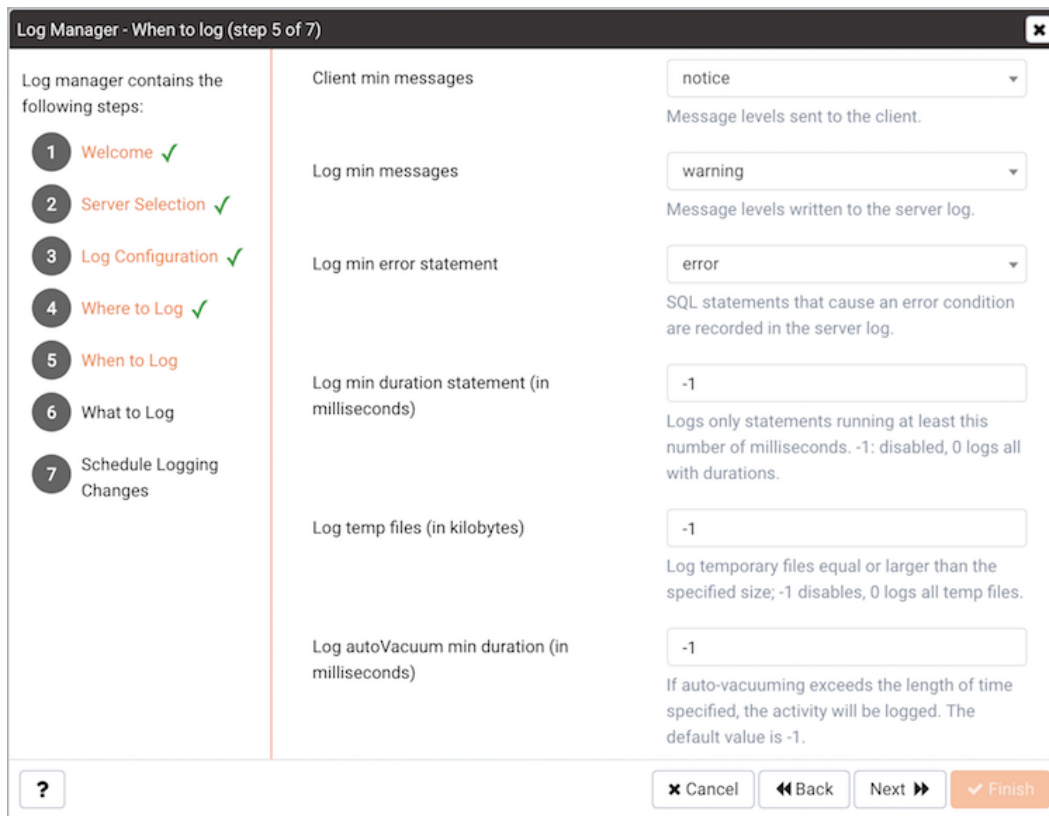 Log Manager - When to log (step 5 of 7)
Log manager contains the
following steps:
1 Welcome
2 Server Selection
3 Log Configuration
4 Where to Log
5 When to Log
6 What to Log
7 Schedule Logging
Changes
Client min messages
notice
Message levels sent to the client.
Log min messages
warning
Message levels written to the server log.
Log min error statement
error
SQL statements that cause an error condition
are recorded in the server log.
Log min duration statement (in
milliseconds)
-1
Logs only statements running at least this
number of milliseconds. -1: disabled, 0 logs all
with durations.
Log temp files (in kilobytes)
-1
Log temporary files equal or larger than the
specified size; -1 disables, 0 logs all temp files.
Log autoVacuum min duration (in
milliseconds)
-1
If auto-vacuuming exceeds the length of time
specified, the activity will be logged. The
default value is -1.
? Cancel Back Next Finish